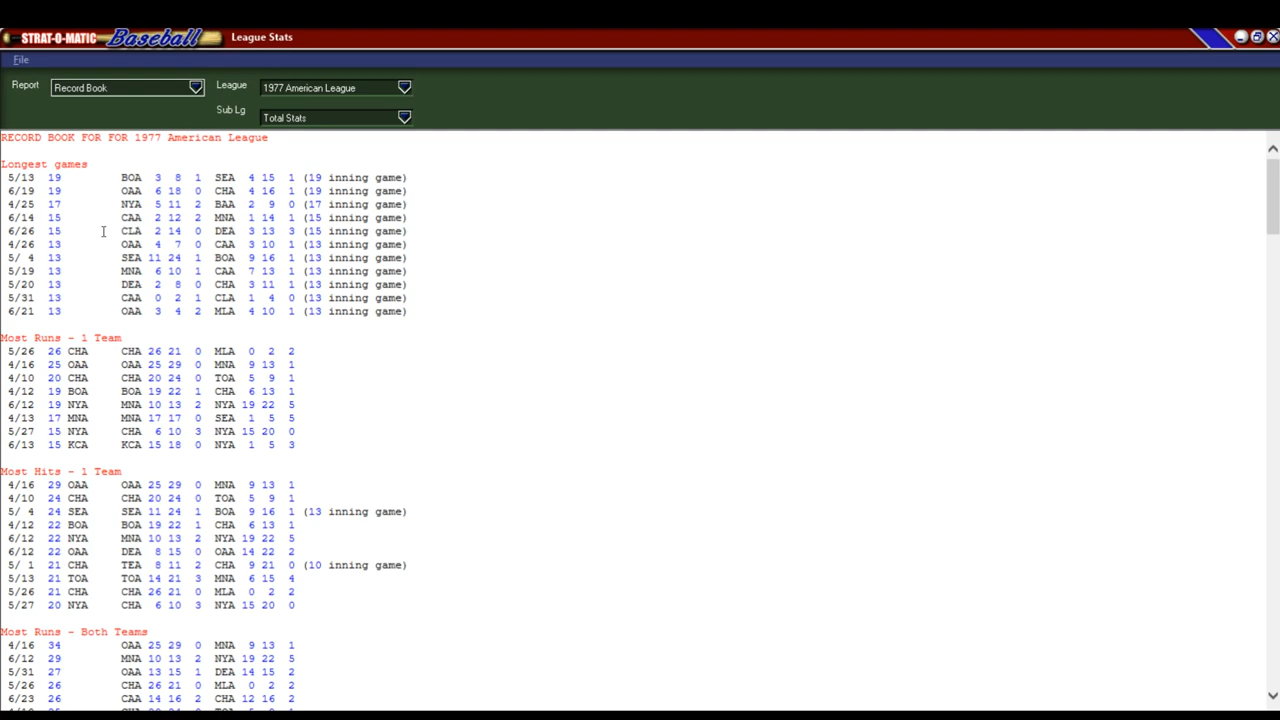 STRAT-O-MATIC Baseball League Stats
File
Report Record Book League 1977 American League
Sub Lg Total Stats
RECORD BOOK FOR FOR 1977 American League
Longest games
5/13 19 BOA 3 8 1 SEA 4 15 1 (19 inning game)
6/19 19 OAA 6 18 0 CHA 4 16 1 (19 inning game)
4/25 17 NYA 5 11 2 BAA 2 9 0 (17 inning game)
6/14 15 CAA 2 12 2 MNA 1 14 1 (15 inning game)
6/26 15 CLA 2 14 0 DEA 3 13 3 (15 inning game)
4/26 13 OAA 4 7 0 CAA 3 10 1 (13 inning game)
5/ 4 13 SEA 11 24 1 BOA 9 16 1 (13 inning game)
5/19 13 MNA 6 10 1 CAA 7 13 1 (13 inning game)
5/20 13 DEA 2 8 0 CHA 3 11 1 (13 inning game)
5/31 13 CAA 0 2 1 CLA 1 4 0 (13 inning game)
6/21 13 OAA 3 4 2 MLA 4 10 1 (13 inning game)
Most Runs - 1 Team
5/26 26 CHA CHA 26 21 0 MLA 0 2 2
4/16 25 OAA OAA 25 29 0 MNA 9 13 1
4/10 20 CHA CHA 20 24 0 TOA 5 9 1
4/12 19 BOA BOA 19 22 1 CHA 6 13 1
6/12 19 NYA MNA 10 13 2 NYA 19 22 5
4/13 17 MNA MNA 17 17 0 SEA 1 5 5
5/27 15 NYA CHA 6 10 3 NYA 15 20 0
6/13 15 KCA KCA 15 18 0 NYA 1 5 3
Most Hits - 1 Team
4/16 29 OAA OAA 25 29 0 MNA 9 13 1
4/10 24 CHA CHA 20 24 0 TOA 5 9 1
5/ 4 24 SEA SEA 11 24 1 BOA 9 16 1 (13 inning game)
4/12 22 BOA BOA 19 22 1 CHA 6 13 1
6/12 22 NYA MNA 10 13 2 NYA 19 22 5
6/12 22 OAA DEA 8 15 0 OAA 14 22 2
5/ 1 21 CHA TEA 8 11 2 CHA 9 21 0 (10 inning game)
5/13 21 TOA TOA 14 21 3 MNA 6 15 4
5/26 21 CHA CHA 26 21 0 MLA 0 2 2
5/27 20 NYA CHA 6 10 3 NYA 15 20 0
Most Runs - Both Teams
4/16 34 OAA 25 29 0 MNA 9 13 1
6/12 29 MNA 10 13 2 NYA 19 22 5
5/31 27 OAA 13 15 1 DEA 14 15 2
5/26 26 CHA 26 21 0 MLA 0 2 2
6/23 26 CAA 14 16 2 CHA 12 16 2